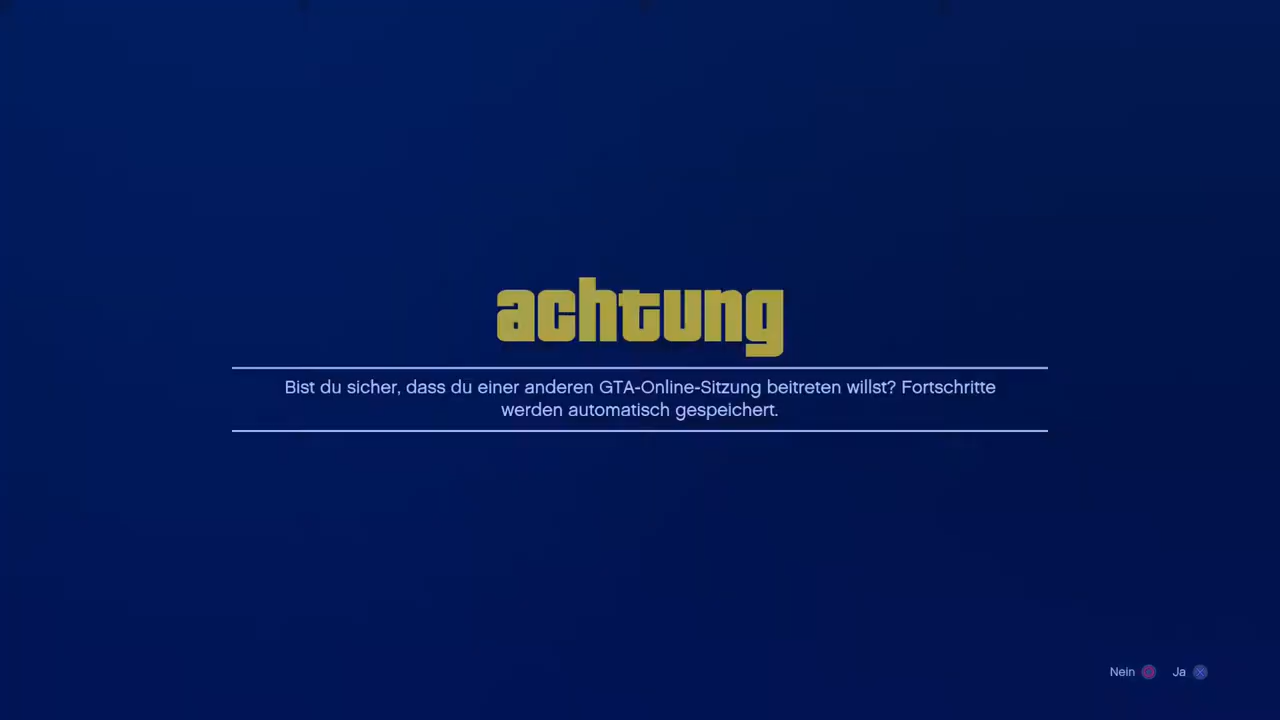 achtung
Bist du sicher, dass du einer anderen GTA-Online-Sitzung beitreten willst? Fortschritte
werden automatisch gespeichert.
Nein Ja